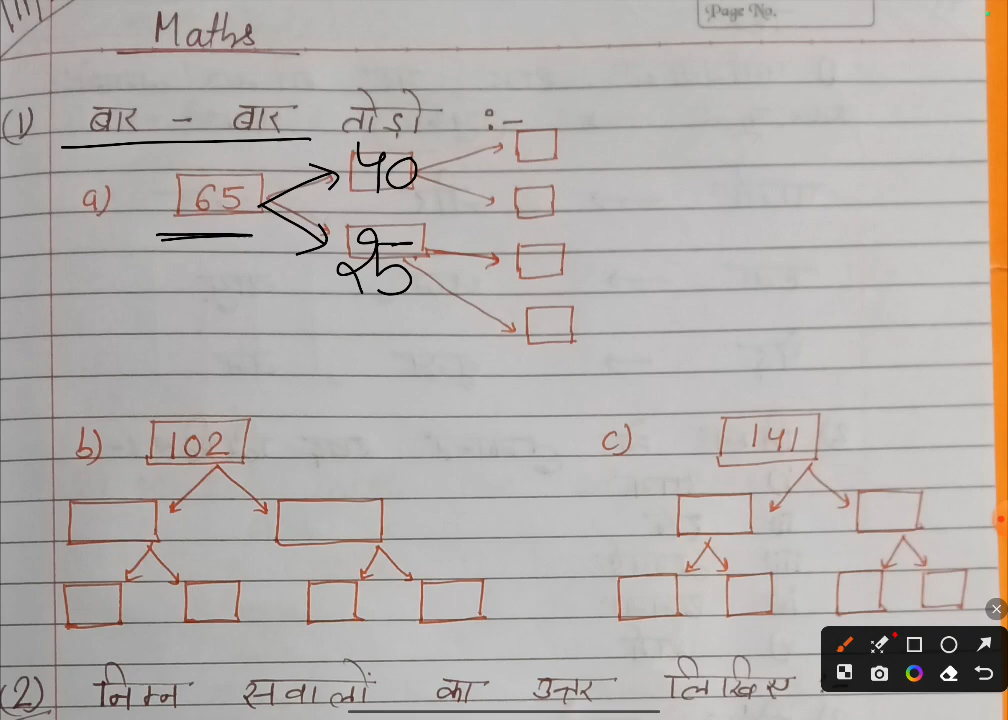 Page No.
Maths
(1) बार - बार तोड़ो :-
a) 65 40
25
b) 102 c) 141
(2) निम्न सवालों का उत्तर लिखिए :-